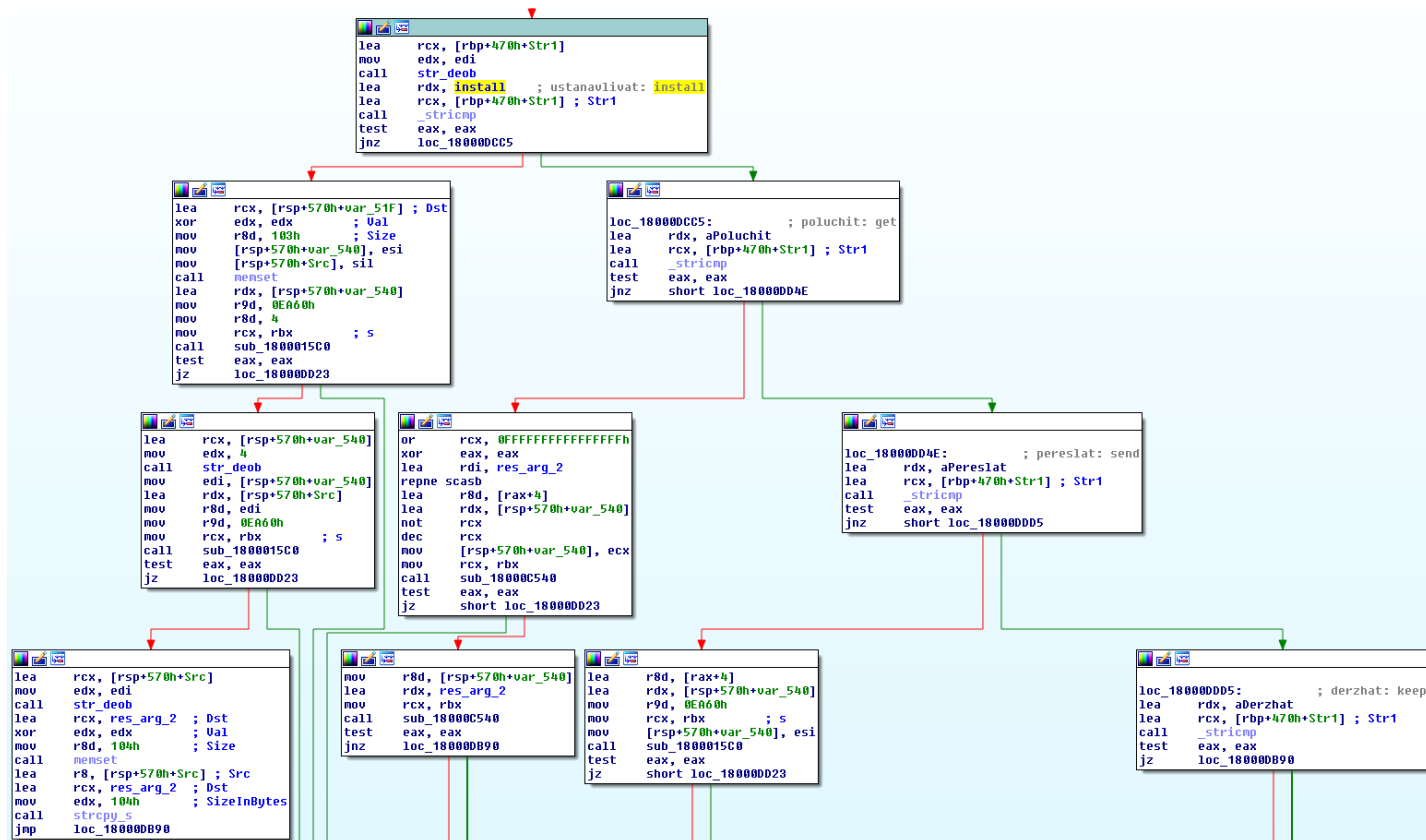 lea rcx, [rbp+470h+Str1]
mov edx, edi
call str_deob
lea rdx, install ; ustanavlivat: install
lea rcx, [rbp+470h+Str1] ; Str1
call _stricmp
test eax, eax
jnz loc_18000DCC5
lea rcx, [rsp+570h+var_51F] ; Dst
xor edx, edx ; Val
mov r8d, 103h ; Size
mov [rsp+570h+var_540], esi
mov [rsp+570h+Src], sil
call memset
lea rdx, [rsp+570h+var_540]
mov r9d, 0EA60h
mov r8d, 4
mov rcx, rbx ; s
call sub_1800015C0
test eax, eax
jz loc_18000DD23
loc_18000DCC5: ; poluchit: get
lea rdx, aPoluchit
lea rcx, [rbp+470h+Str1] ; Str1
call _stricmp
test eax, eax
jnz short loc_18000DD4E
lea rcx, [rsp+570h+var_540]
mov edx, 4
call str_deob
mov edi, [rsp+570h+var_540]
lea rdx, [rsp+570h+Src]
mov r8d, edi
mov r9d, 0EA60h
mov rcx, rbx ; s
call sub_1800015C0
test eax, eax
jz loc_18000DD23
or rcx, 0FFFFFFFFFFFFFFFFh
xor eax, eax
lea rdi, res_arg_2
repne scasb
lea r8d, [rax+4]
lea rdx, [rsp+570h+var_540]
not rcx
dec rcx
mov [rsp+570h+var_540], ecx
mov rcx, rbx
call sub_18000C540
test eax, eax
jz short loc_18000DD23
loc_18000DD4E: ; pereslat: send
lea rdx, aPereslat
lea rcx, [rbp+470h+Str1] ; Str1
call _stricmp
test eax, eax
jnz short loc_18000DDD5
lea rcx, [rsp+570h+Src]
mov edx, edi
call str_deob
lea rcx, res_arg_2 ; Dst
xor edx, edx ; Val
mov r8d, 104h ; Size
call memset
lea r8, [rsp+570h+Src] ; Src
lea rcx, res_arg_2 ; Dst
mov edx, 104h ; SizeInBytes
call strcpy_s
jmp loc_18000DB90
mov r8d, [rsp+570h+var_540]
lea rdx, res_arg_2
mov rcx, rbx
call sub_18000C540
test eax, eax
jnz loc_18000DB90
lea r8d, [rax+4]
lea rdx, [rsp+570h+var_540]
mov r9d, 0EA60h
mov rcx, rbx ; s
mov [rsp+570h+var_540], esi
call sub_1800015C0
test eax, eax
jz short loc_18000DD23
loc_18000DDD5: ; derzhat: keep
lea rdx, aDerzhat
lea rcx, [rbp+470h+Str1] ; Str1
call _stricmp
test eax, eax
jz loc_18000DB90